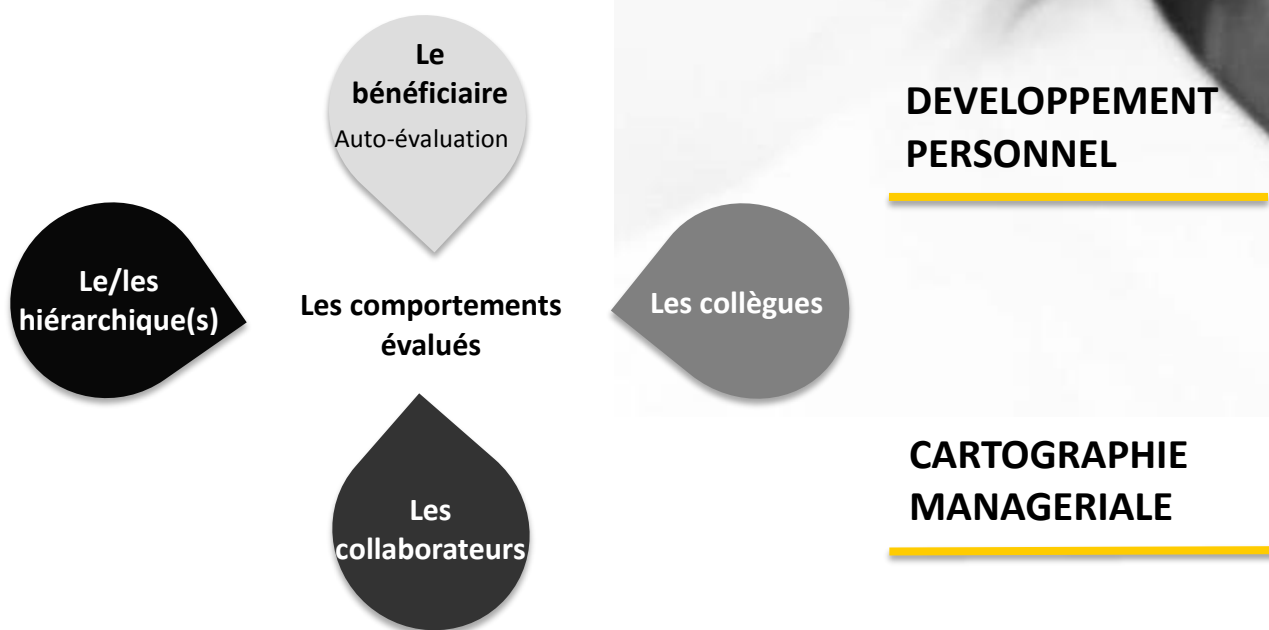 Le
bénéficiaire
Auto-évaluation
DEVELOPPEMENT
PERSONNEL
Le/les
hiérarchique(s)
Les comportements
évalués
Les collègues
Les
collaborateurs
CARTOGRAPHIE
MANAGERIALE